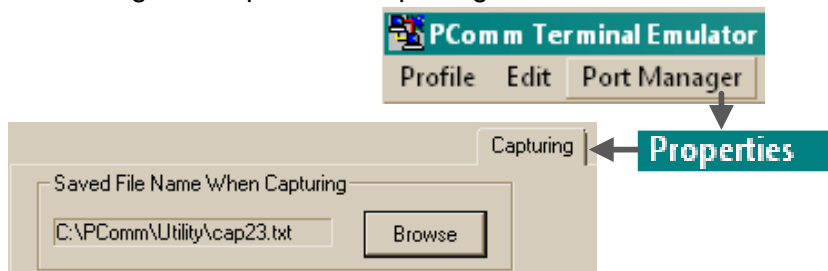 PComm Terminal Emulator
Profile Edit Port Manager
Capturing
Properties
Saved File Name When Capturing
C:\PComm\Utility\cap23.txt
Browse